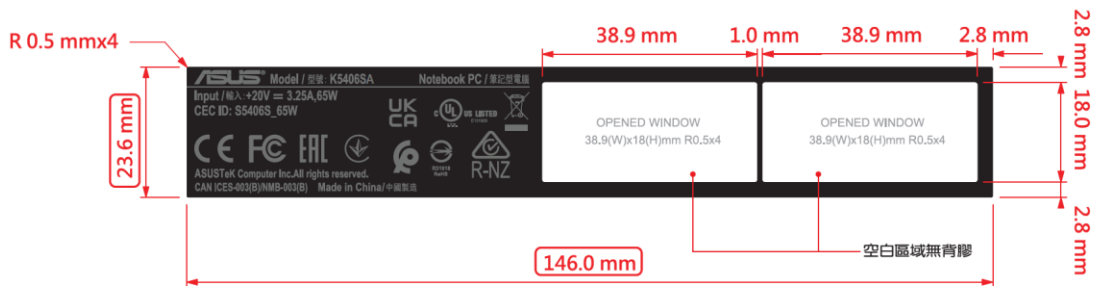 38.9 mm 1.0 mm 38.9 mm 2.8 mm
2.8 mm
R 0.5 mmx4
ASUS® Model / 型號: K5406SA Notebook PC / 筆記型電腦
Input / 輸入: +20V ⎓ 3.25A,65W
CEC ID: S5406S_65W
UK
CA
C UL US LISTED
CE FC EAC
R-NZ
ASUSTeK Computer Inc.All rights reserved.
CAN ICES-003(B)/NMB-003(B) Made in China/中國製造
OPENED WINDOW
38.9(W)x18(H)mm R0.5x4
OPENED WINDOW
38.9(W)x18(H)mm R0.5x4
23.6 mm
18.0 mm
2.8 mm
空白區域無背膠
146.0 mm